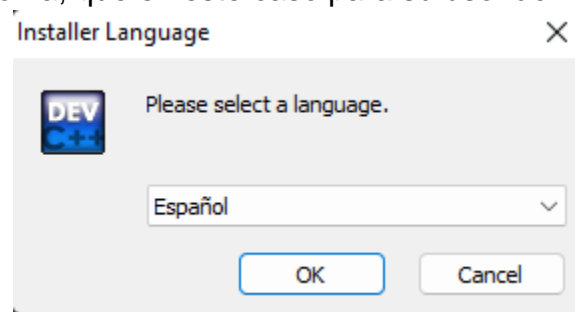 Installer Language
DEV
C++
Please select a language.
Español
OK
Cancel